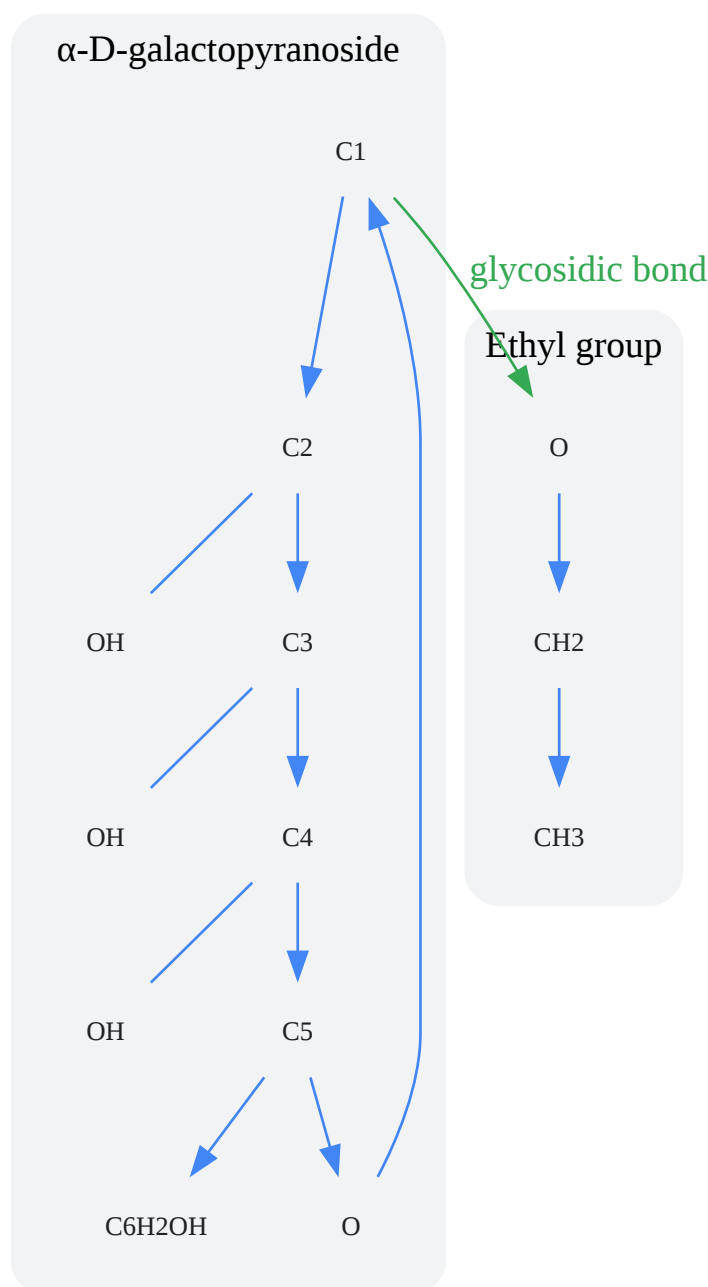 α-D-galactopyranoside
C1
glycosidic bond
Ethyl group
C2
O
OH
C3
CH2
OH
C4
CH3
OH
C5
C6H2OH
O